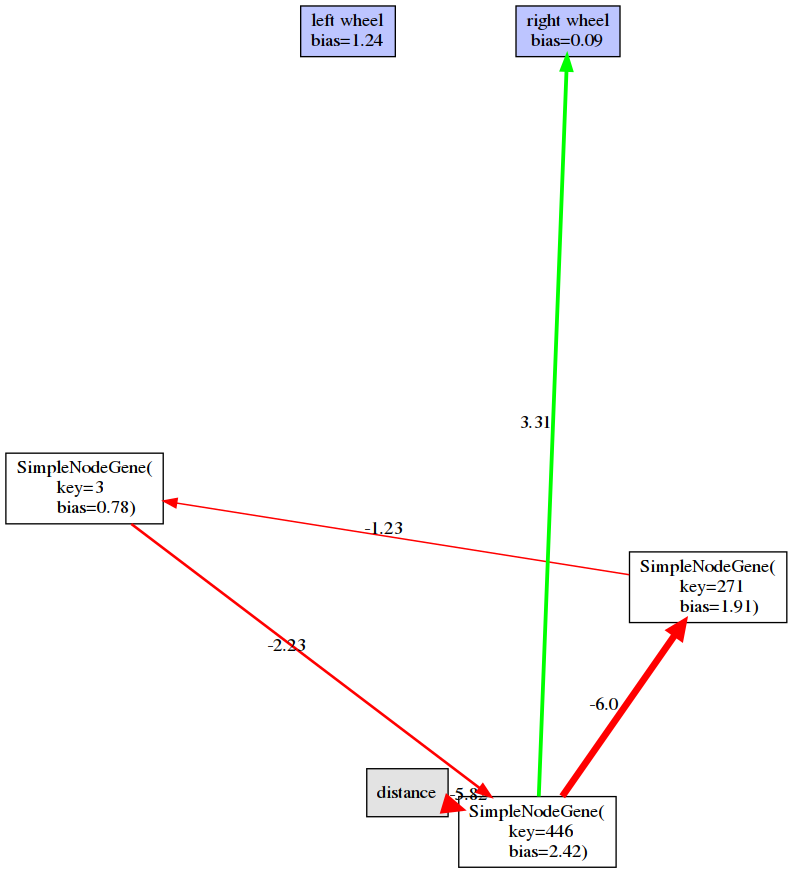 left wheel
bias=1.24
right wheel
bias=0.09
3.31
SimpleNodeGene(
key=3
bias=0.78)
-1.23
SimpleNodeGene(
key=271
bias=1.91)
-2.23
-6.0
distance
-5.82
SimpleNodeGene(
key=446
bias=2.42)